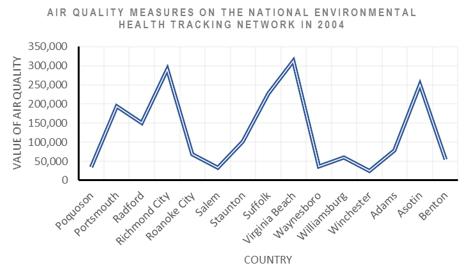 AIR QUALITY MEASURES ON THE NATIONAL ENVIRONMENTAL
HEALTH TRACKING NETWORK IN 2004
VALUE OF AIR QUALITY
350,000
300,000
250,000
200,000
150,000
100,000
50,000
0
Poquoson
Portsmouth
Radford
Richmond City
Roanoke City
Salem
Staunton
Suffolk
Virginia Beach
Waynesboro
Williamsburg
Winchester
Adams
Asotin
Benton
COUNTRY